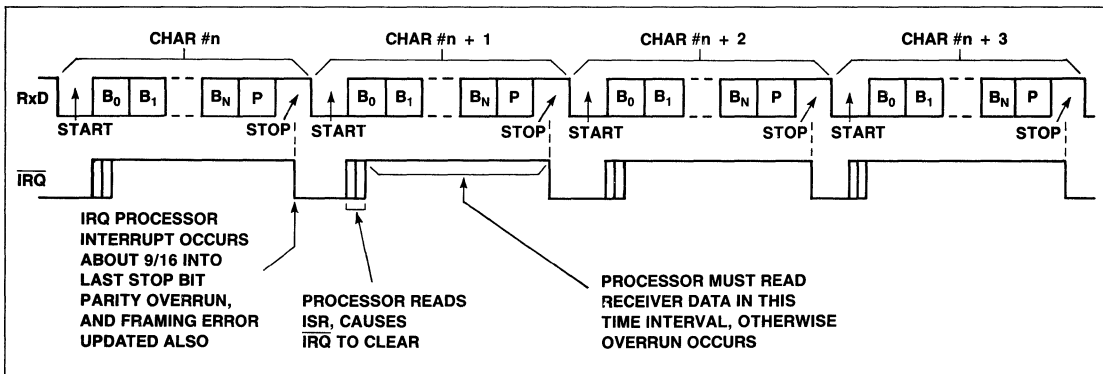 CHAR #n CHAR #n + 1 CHAR #n + 2 CHAR #n + 3
RxD B0 B1 BN P B0 B1 BN P B0 B1 BN P B0 B1 BN P
START STOP START STOP START STOP START STOP
IRQ
IRQ PROCESSOR
INTERRUPT OCCURS
ABOUT 9/16 INTO
LAST STOP BIT
PARITY OVERRUN,
AND FRAMING ERROR
UPDATED ALSO
PROCESSOR READS
ISR, CAUSES
IRQ TO CLEAR
PROCESSOR MUST READ
RECEIVER DATA IN THIS
TIME INTERVAL, OTHERWISE
OVERRUN OCCURS